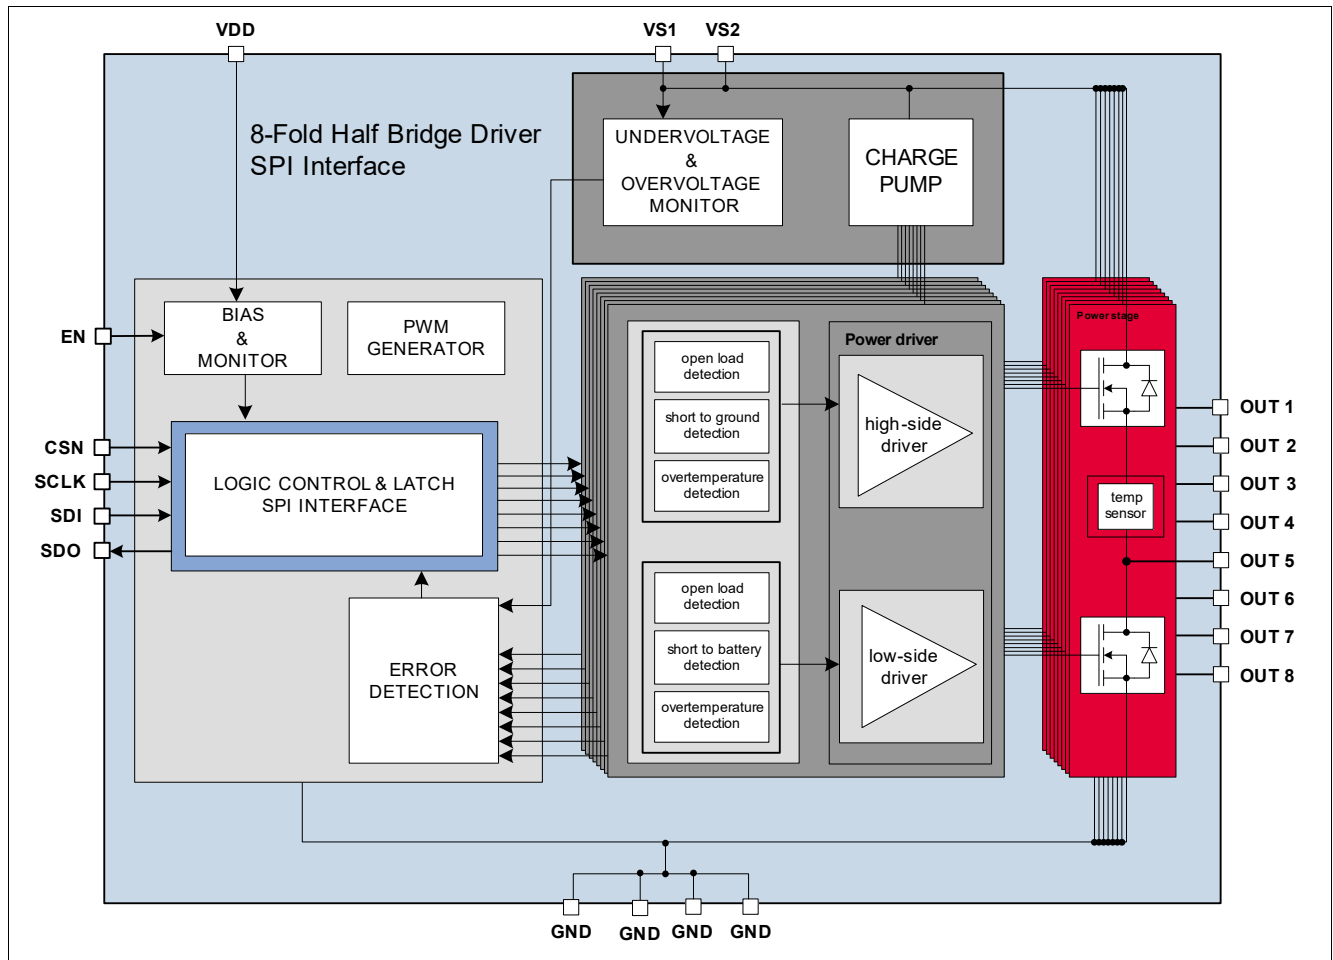 VDD
VS1
VS2
8-Fold Half Bridge Driver
SPI Interface
UNDERVOLTAGE
&
OVERVOLTAGE
MONITOR
CHARGE
PUMP
EN
BIAS
&
MONITOR
PWM
GENERATOR
CSN
SCLK
SDI
SDO
LOGIC CONTROL & LATCH
SPI INTERFACE
ERROR
DETECTION
open load
detection
short to ground
detection
overtemperature
detection
open load
detection
short to battery
detection
overtemperature
detection
Power driver
high-side
driver
low-side
driver
Power stage
temp
sensor
OUT 1
OUT 2
OUT 3
OUT 4
OUT 5
OUT 6
OUT 7
OUT 8
GND
GND
GND
GND